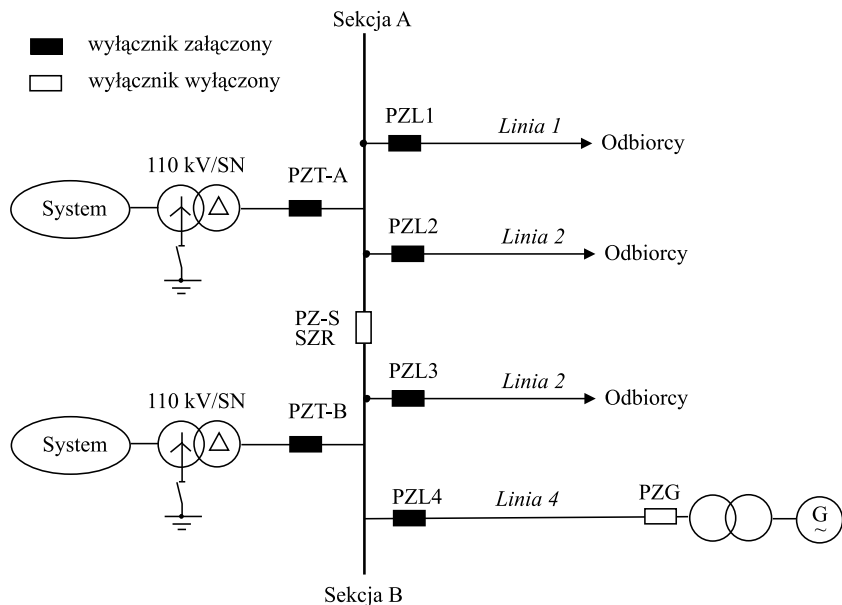 Sekcja A
wyłącznik załączony
wyłącznik wyłączony
PZL1
Linia 1
Odbiorcy
110 kV/SN
PZT-A
System
PZL2
Linia 2
Odbiorcy
PZ-S
SZR
PZL3
Linia 2
Odbiorcy
110 kV/SN
PZT-B
System
PZL4
Linia 4
PZG
G
~
Sekcja B